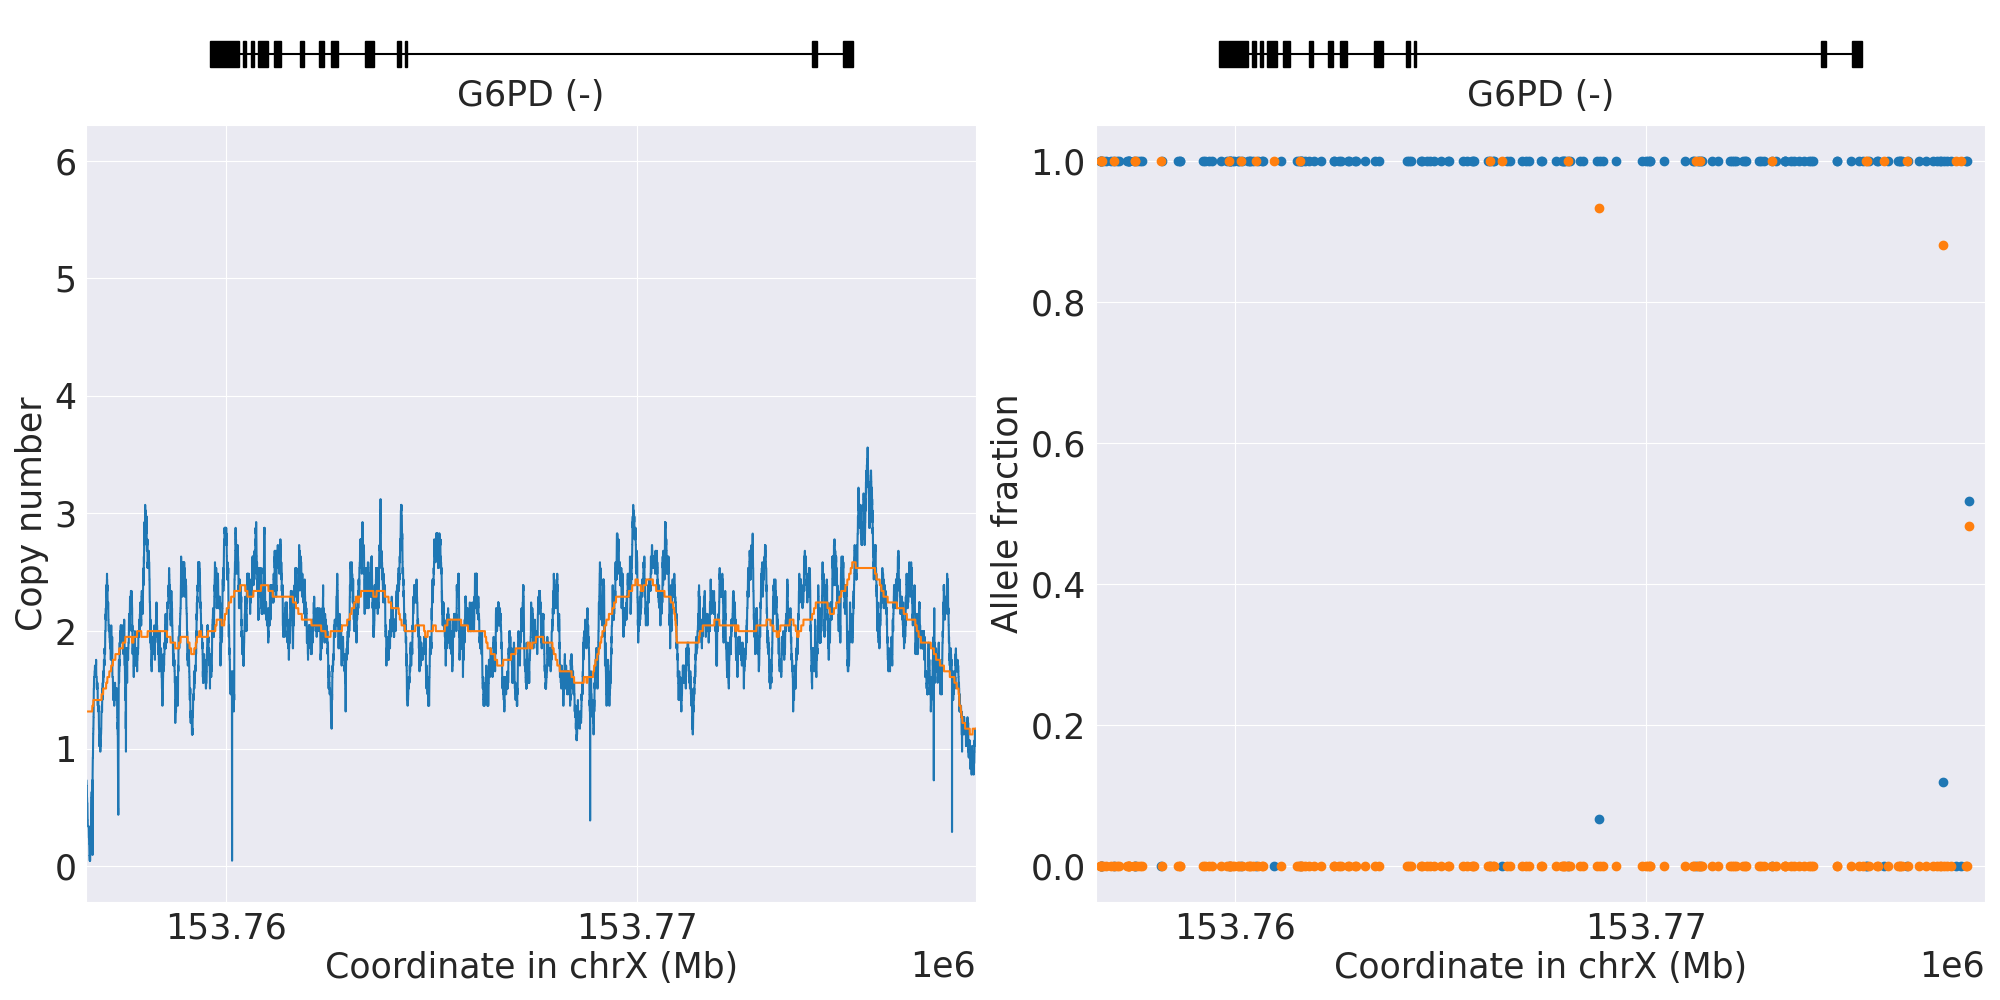 G6PD (-)
6
5
4
3
2
1
0
Copy number
153.76
153.77
Coordinate in chrX (Mb)
1e6
G6PD (-)
1.0
0.8
0.6
0.4
0.2
0.0
Allele fraction
153.76
153.77
Coordinate in chrX (Mb)
1e6